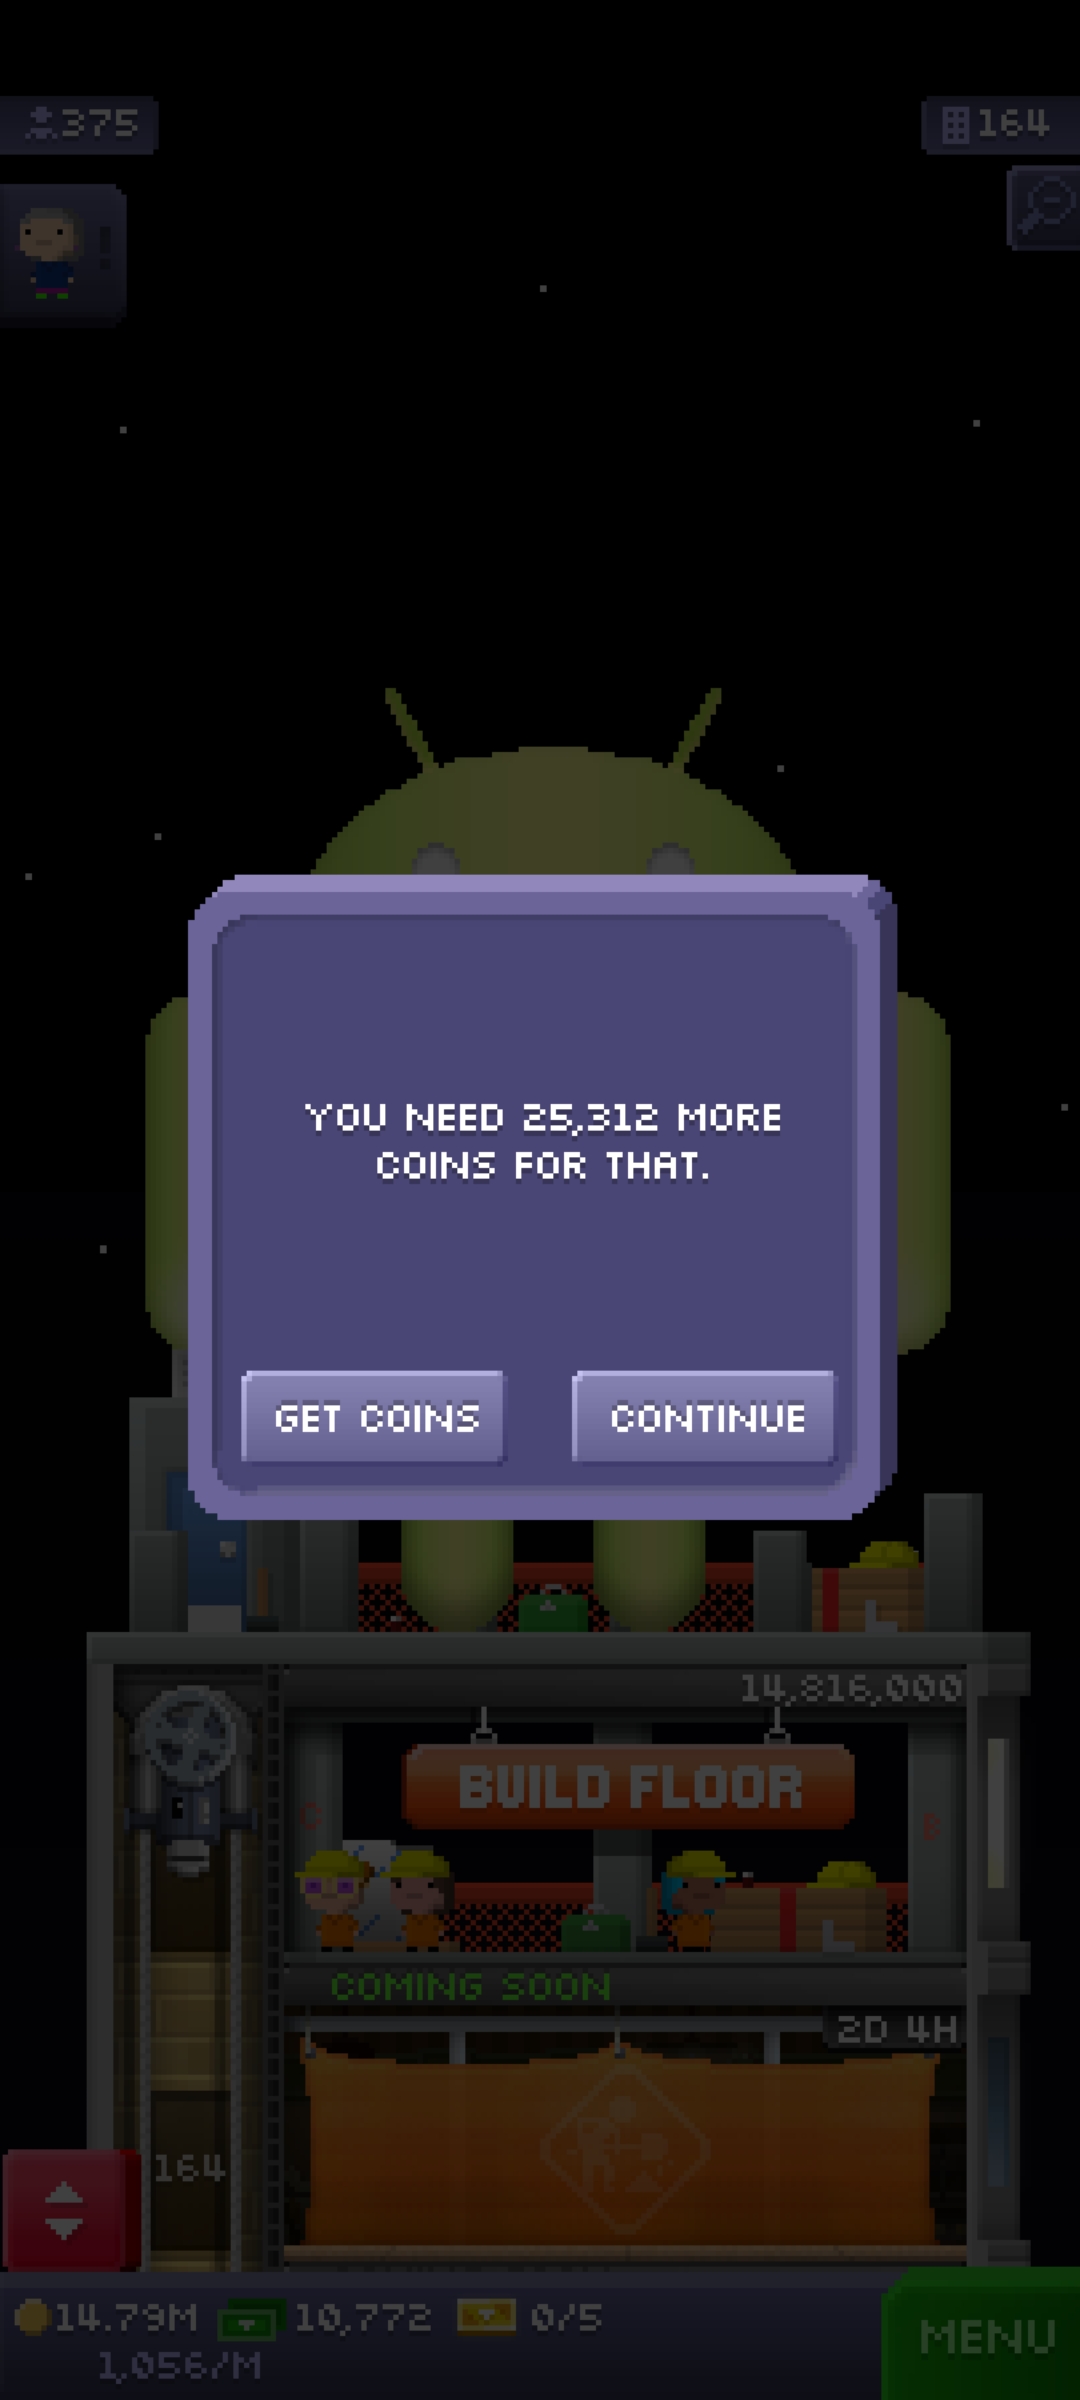 375
164
YOU NEED 25,312 MORE
COINS FOR THAT.
GET COINS
CONTINUE
14,816,000
BUILD FLOOR
C
B
COMING SOON
2D 4H
164
14.79M
10,772
0/5
1,056/M
MENU